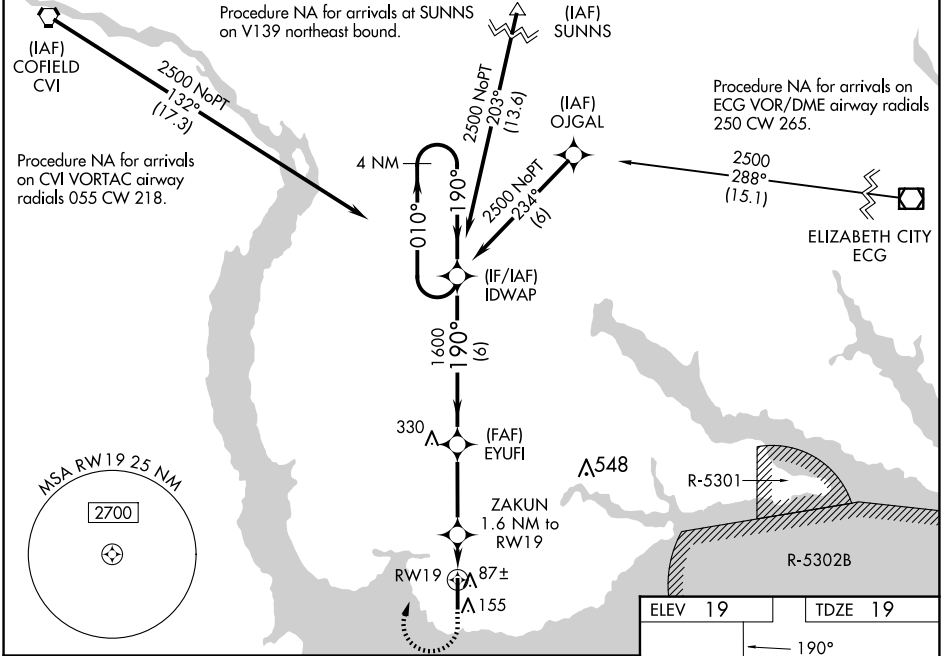 Procedure NA for arrivals at SUNNS
on V139 northeast bound.
(IAF)
SUNNS
(IAF)
COFIELD
CVI
2500 NoPT
132°
(17.3)
2500 NoPT
203°
(13.6)
(IAF)
OJGAL
Procedure NA for arrivals on
ECG VOR/DME airway radials
250 CW 265.
Procedure NA for arrivals
on CVI VORTAC airway
radials 055 CW 218.
4 NM
010°
190°
2500 NoPT
234°
(6)
2500
288°
(15.1)
ELIZABETH CITY
ECG
(IF/IAF)
IDWAP
1600
190°
(6)
330
(FAF)
EYUFI
548
MSA RW19 25 NM
2700
ZAKUN
1.6 NM to
RW19
R-5301
R-5302B
RW19
87±
155
ELEV 19
TDZE 19
190°